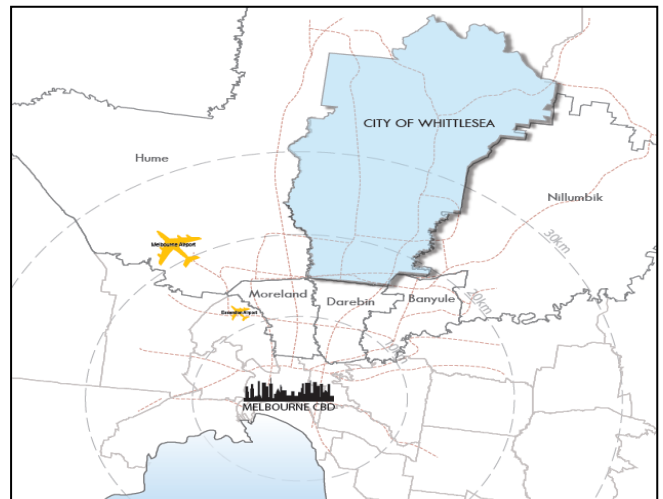 CITY OF WHITTLESEA
Hume
Nillumbik
Melbourne Airport
30km
Moreland
Darebin
Banyule
20km
Essendon Airport
MELBOURNE CBD